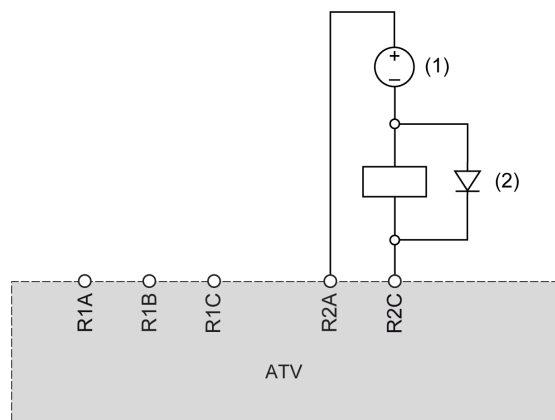 +
(1)
−
(2)
R1A
R1B
R1C
R2A
R2C
ATV